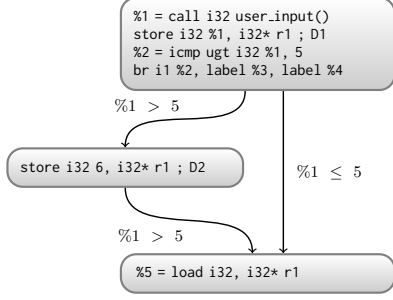 %1 = call i32 user_input()
store i32 %1, i32* r1 ; D1
%2 = icmp ugt i32 %1, 5
br i1 %2, label %3, label %4
%1 > 5
store i32 6, i32* r1 ; D2
%1 ≤ 5
%1 > 5
%5 = load i32, i32* r1